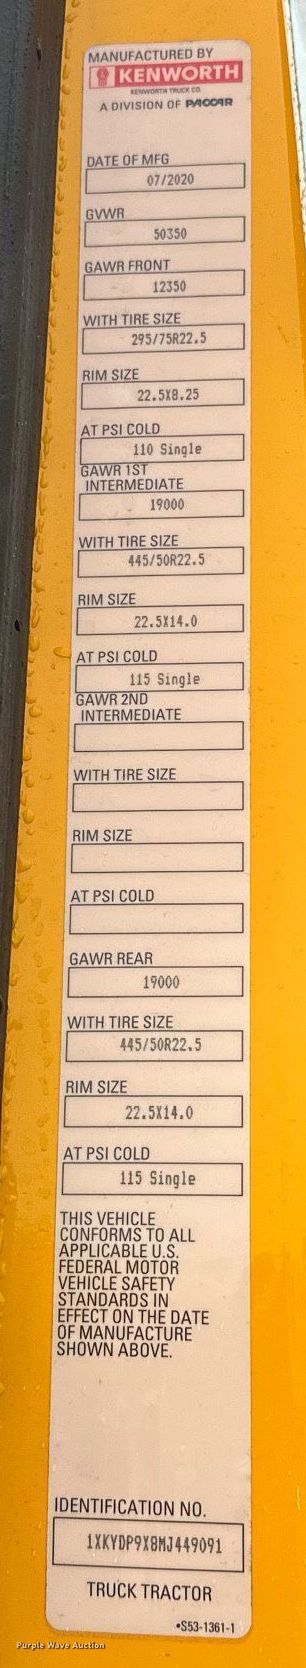 MANUFACTURED BY
KENWORTH
KENWORTH TRUCK CO.
A DIVISION OF PACCAR
DATE OF MFG
07/2020
GVWR
50350
GAWR FRONT
12350
WITH TIRE SIZE
295/75R22.5
RIM SIZE
22.5X8.25
AT PSI COLD
110 Single
GAWR 1ST
INTERMEDIATE
19000
WITH TIRE SIZE
445/50R22.5
RIM SIZE
22.5X14.0
AT PSI COLD
115 Single
GAWR 2ND
INTERMEDIATE
WITH TIRE SIZE
RIM SIZE
AT PSI COLD
GAWR REAR
19000
WITH TIRE SIZE
445/50R22.5
RIM SIZE
22.5X14.0
AT PSI COLD
115 Single
THIS VEHICLE
CONFORMS TO ALL
APPLICABLE U.S.
FEDERAL MOTOR
VEHICLE SAFETY
STANDARDS IN
EFFECT ON THE DATE
OF MANUFACTURE
SHOWN ABOVE.
IDENTIFICATION NO.
1XKYDP9X8MJ449091
TRUCK TRACTOR
•S53-1361-1
Purple Wave Auction